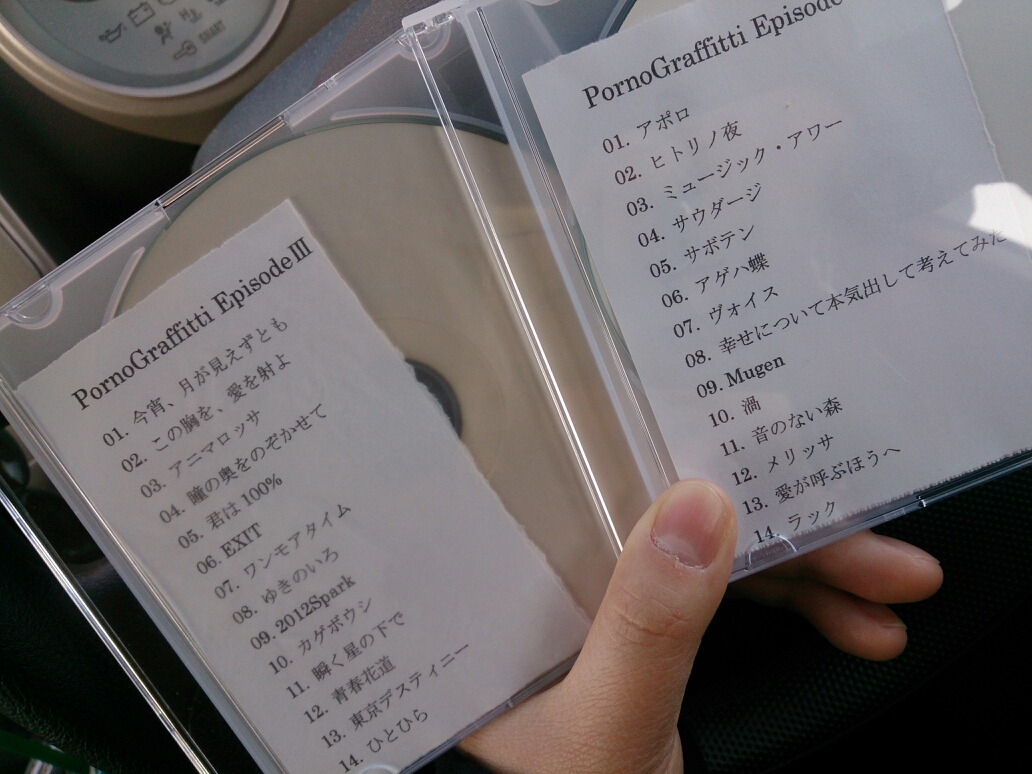 PornoGraffitti EpisodeⅢ
01. 今宵、月が見えずとも
02. この胸を、愛を射よ
03. アニマロッサ
04. 瞳の奥をのぞかせて
05. 君は100%
06. EXIT
07. ワンモアタイム
08. ゆきのいろ
09. 2012Spark
10. カゲボウシ
11. 瞬く星の下で
12. 青春花道
13. 東京デスティニー
14. ひとひら
PornoGraffitti Episode
01. アポロ
02. ヒトリノ夜
03. ミュージック・アワー
04. サウダージ
05. サボテン
06. アゲハ蝶
07. ヴォイス
08. 幸せについて本気出して考えてみた
09. Mugen
10. 渦
11. 音のない森
12. メリッサ
13. 愛が呼ぶほうへ
14. ラック